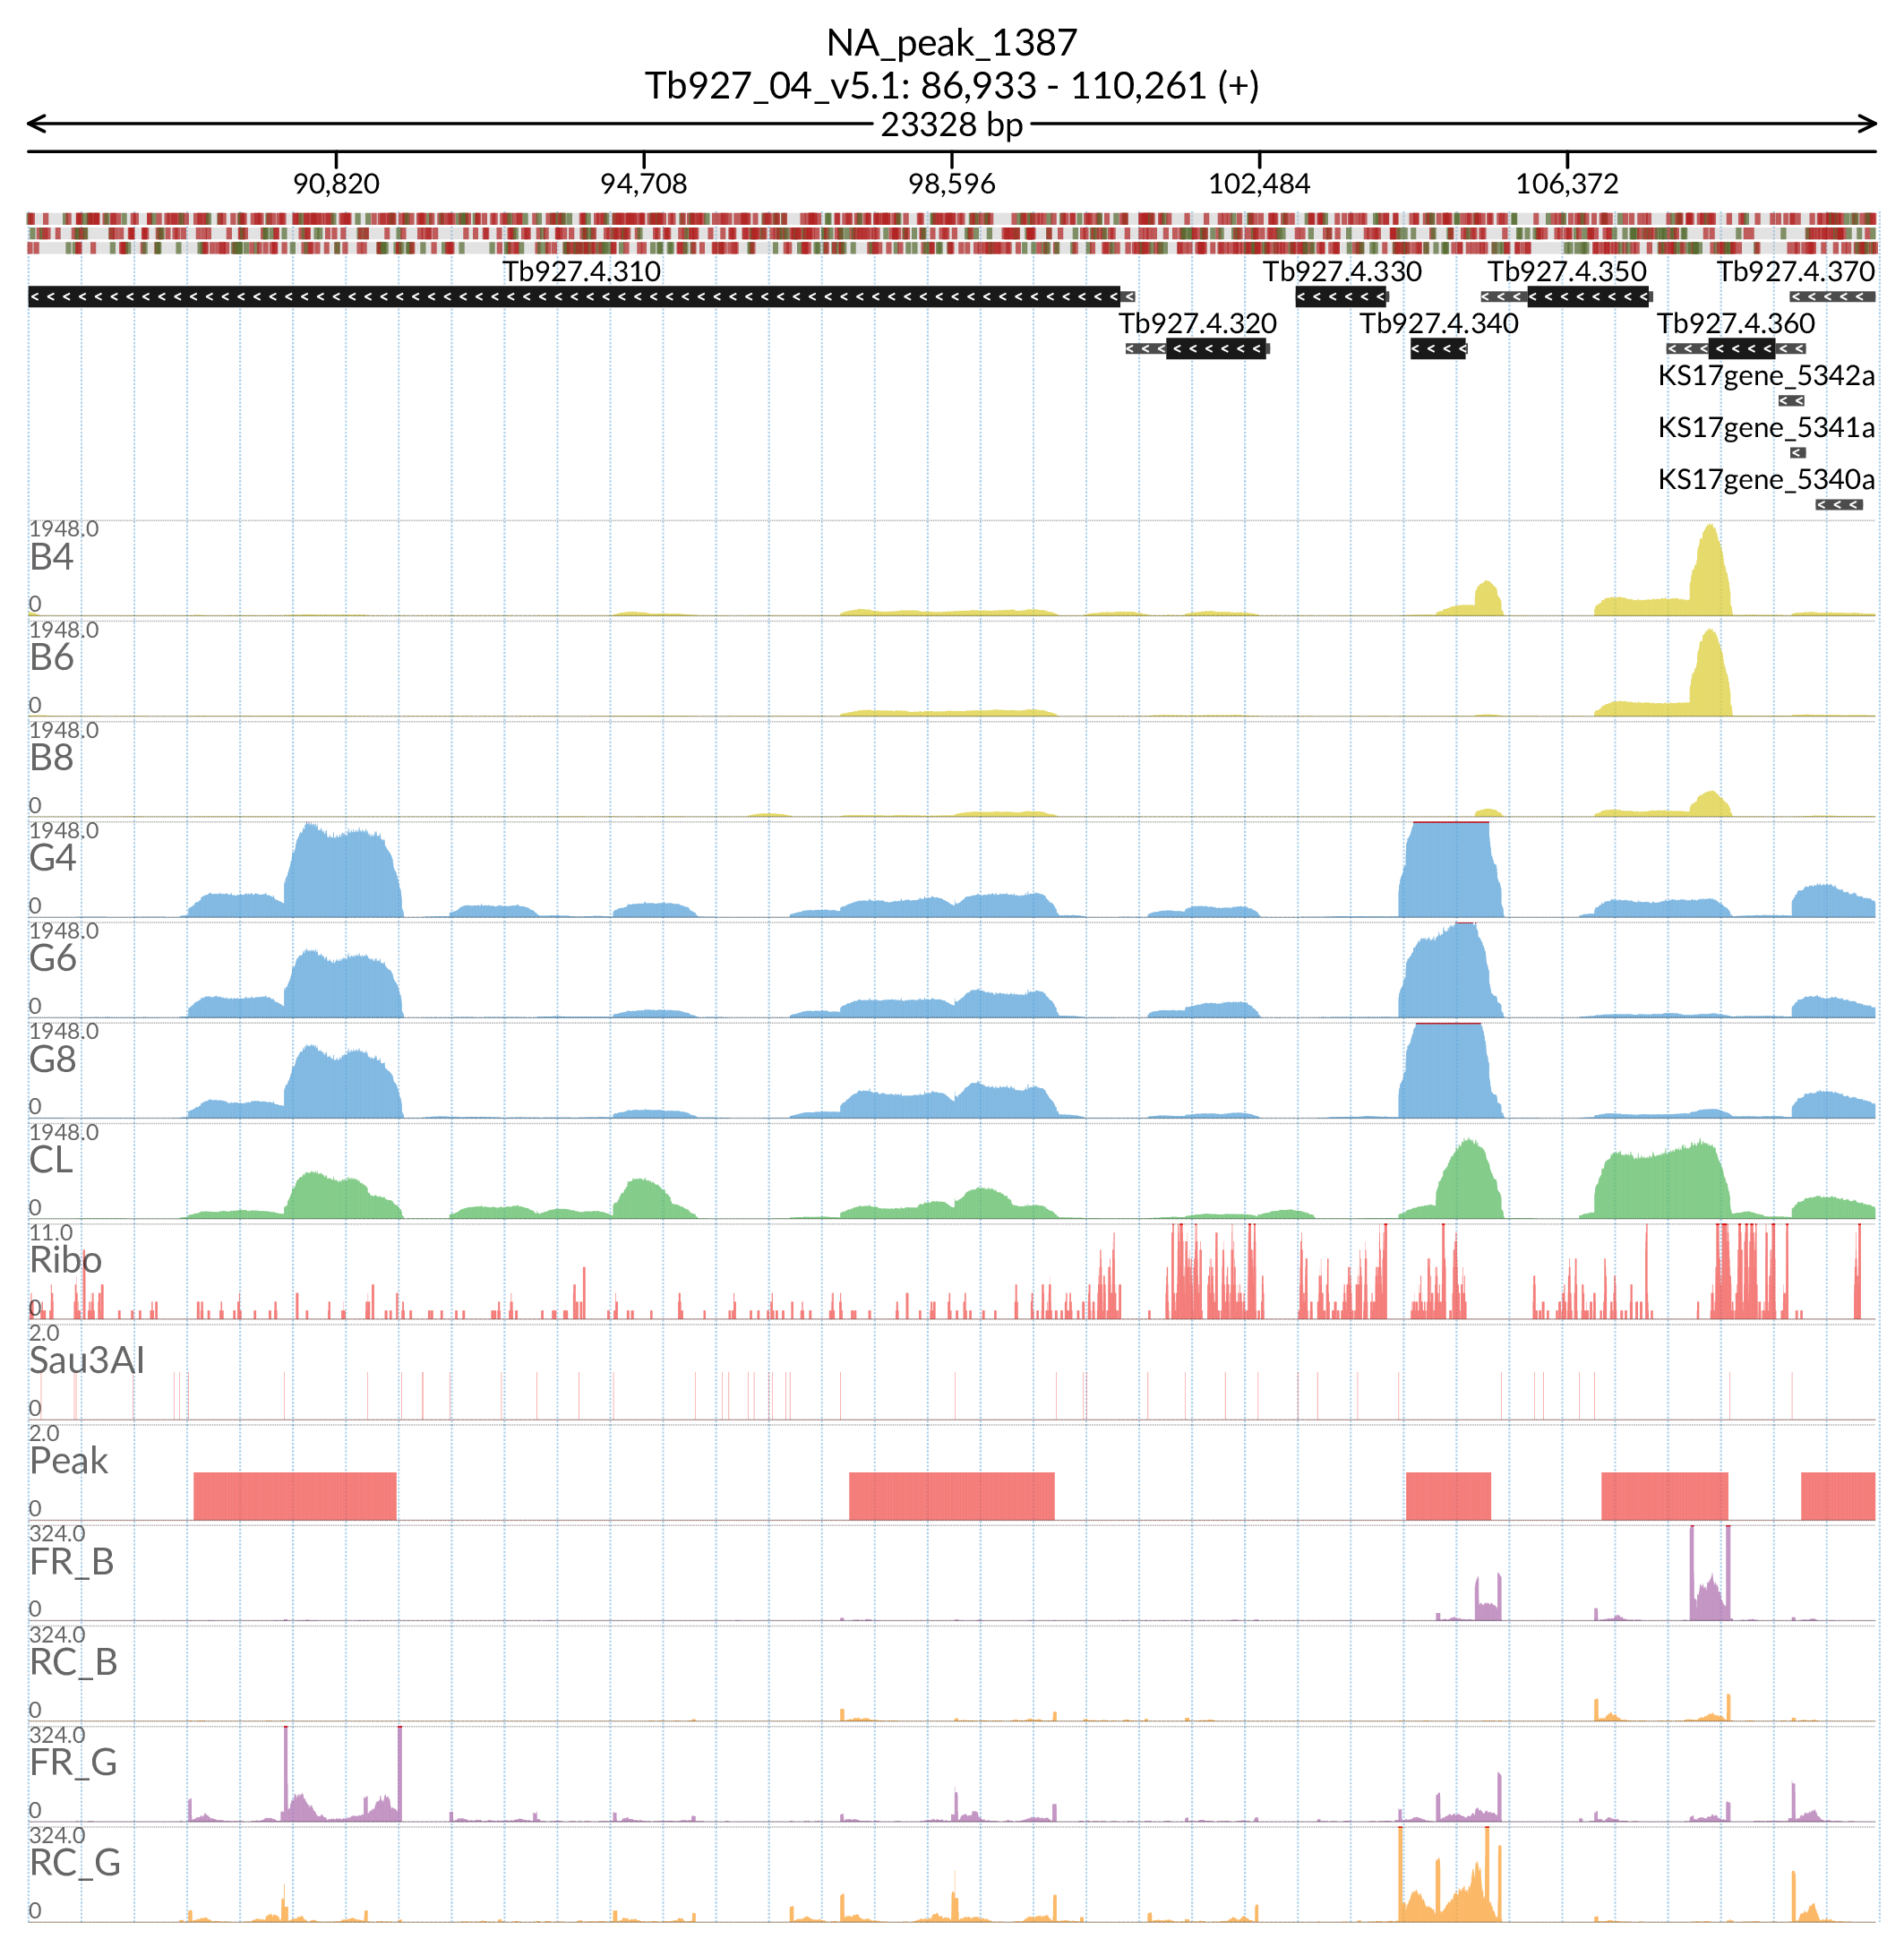 NA_peak_1387
Tb927_04_v5.1: 86,933 - 110,261 (+)
23328 bp
90,820 94,708 98,596 102,484 106,372
Tb927.4.310 Tb927.4.330 Tb927.4.350 Tb927.4.370
Tb927.4.320 Tb927.4.340 Tb927.4.360
KS17gene_5342a
KS17gene_5341a
KS17gene_5340a
1948.0
B4
0
1948.0
B6
0
1948.0
B8
0
1948.0
G4
0
1948.0
G6
0
1948.0
G8
0
1948.0
CL
0
11.0
Ribo
0
2.0
Sau3AI
0
2.0
Peak
0
324.0
FR_B
0
324.0
RC_B
0
324.0
FR_G
0
324.0
RC_G
0